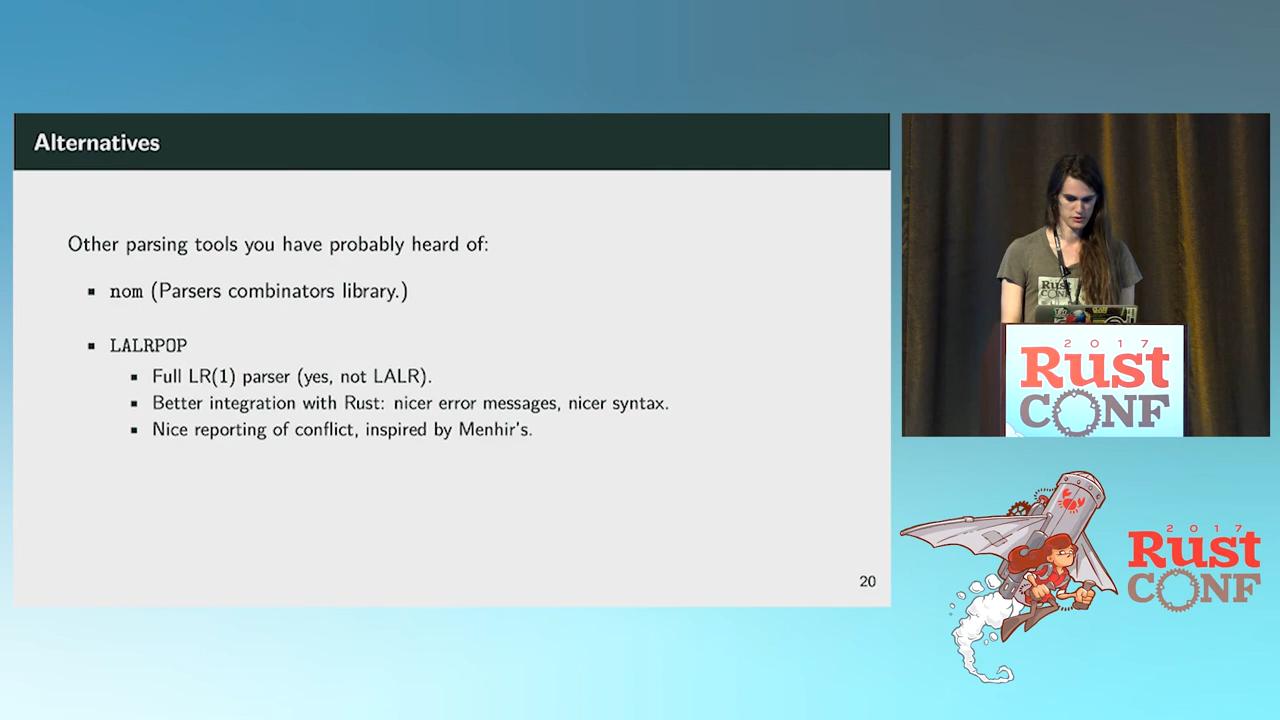 Alternatives
Other parsing tools you have probably heard of:
▪ nom (Parsers combinators library.)
▪ LALRPOP
▪ Full LR(1) parser (yes, not LALR).
▪ Better integration with Rust: nicer error messages, nicer syntax.
▪ Nice reporting of conflict, inspired by Menhir's.
20
Rust
CONF
2017
Rust
CONF
2017
Rust
CONF